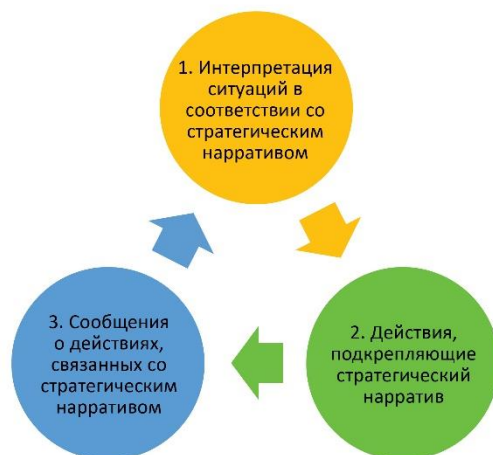 1. Интерпретация
ситуаций в
соответствии со
стратегическим
нарративом
2. Действия,
подкрепляющие
стратегический
нарратив
3. Сообщения
о действиях,
связанных со
стратегическим
нарративом